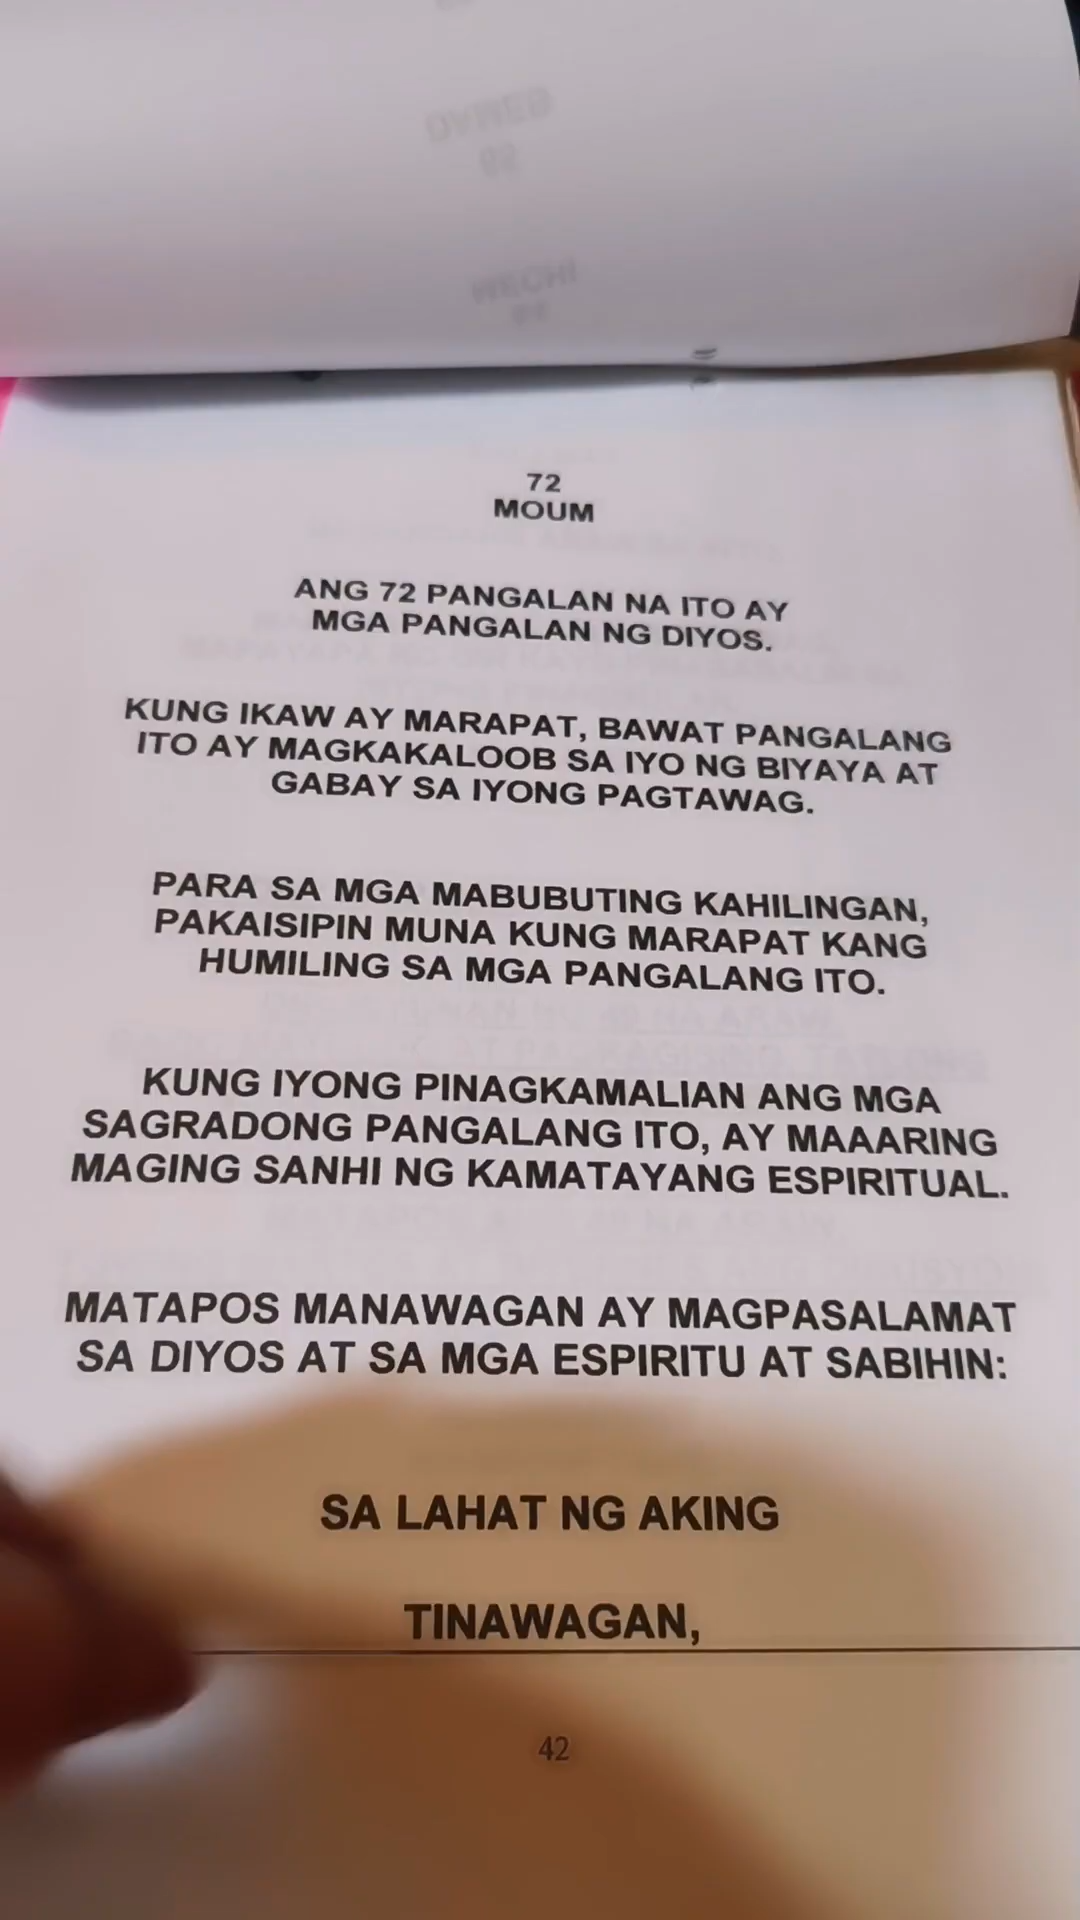 72
MOUM
ANG 72 PANGALAN NA ITO AY
MGA PANGALAN NG DIYOS.
KUNG IKAW AY MARAPAT, BAWAT PANGALANG
ITO AY MAGKAKALOOB SA IYO NG BIYAYA AT
GABAY SA IYONG PAGTAWAG.
PARA SA MGA MABUBUTING KAHILINGAN,
PAKAISIPIN MUNA KUNG MARAPAT KANG
HUMILING SA MGA PANGALANG ITO.
KUNG IYONG PINAGKAMALIAN ANG MGA
SAGRADONG PANGALANG ITO, AY MAAARING
MAGING SANHI NG KAMATAYANG ESPIRITUAL.
MATAPOS MANAWAGAN AY MAGPASALAMAT
SA DIYOS AT SA MGA ESPIRITU AT SABIHIN:
SA LAHAT NG AKING
TINAWAGAN,
42